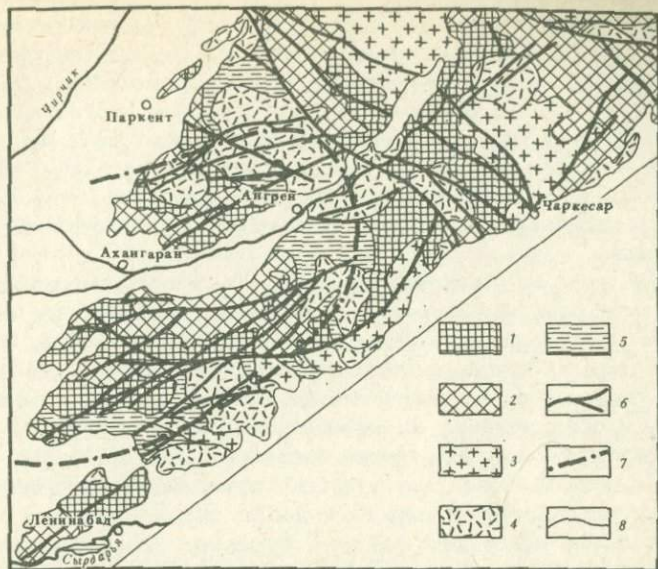 Чирчик
Паркент
Ангрен
Чаркесар
Ахангаран
1
5
2
6
3
7
4
8
Ленинабад
Сырдарья